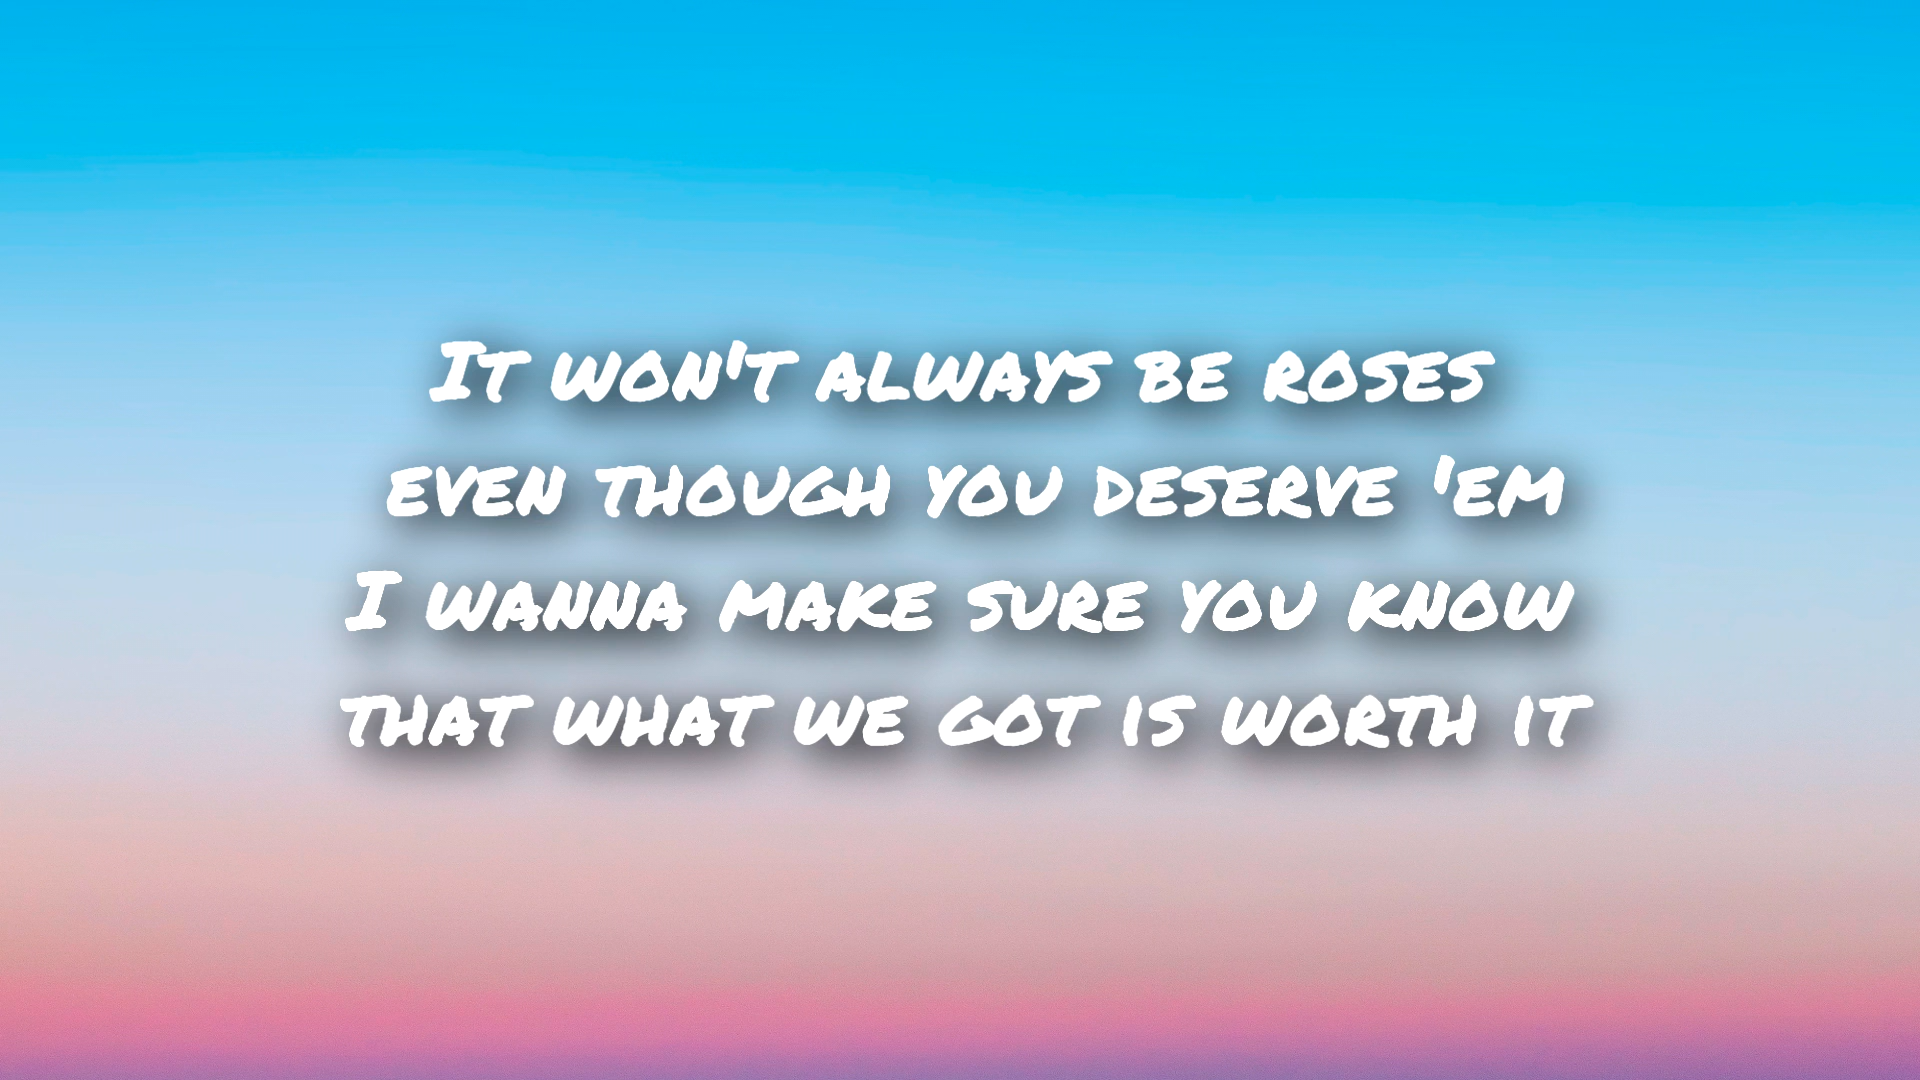 It won't always be roses
even though you deserve 'em
I wanna make sure you know
that what we got is worth it